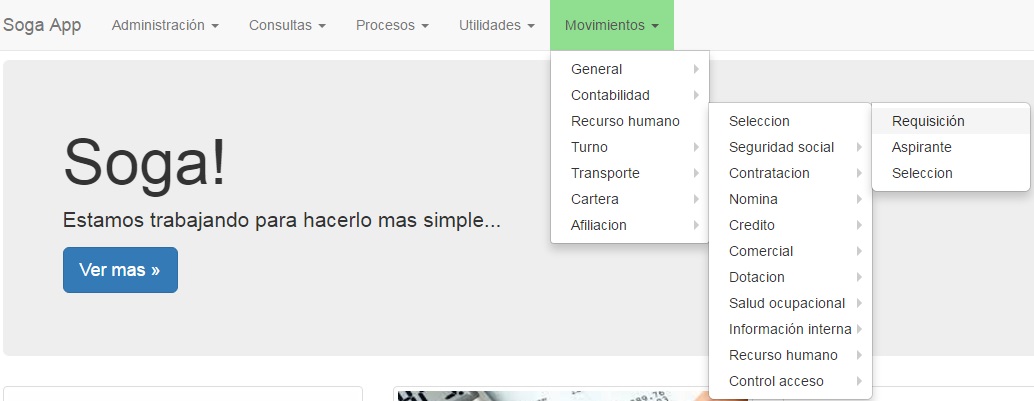 Soga App Administración Consultas Procesos Utilidades Movimientos
General
Contabilidad
Recurso humano
Turno
Transporte
Cartera
Afiliacion
Seleccion
Seguridad social
Contratacion
Nomina
Credito
Comercial
Dotacion
Salud ocupacional
Información interna
Recurso humano
Control acceso
Requisición
Aspirante
Seleccion
Soga!
Estamos trabajando para hacerlo mas simple...
Ver mas »